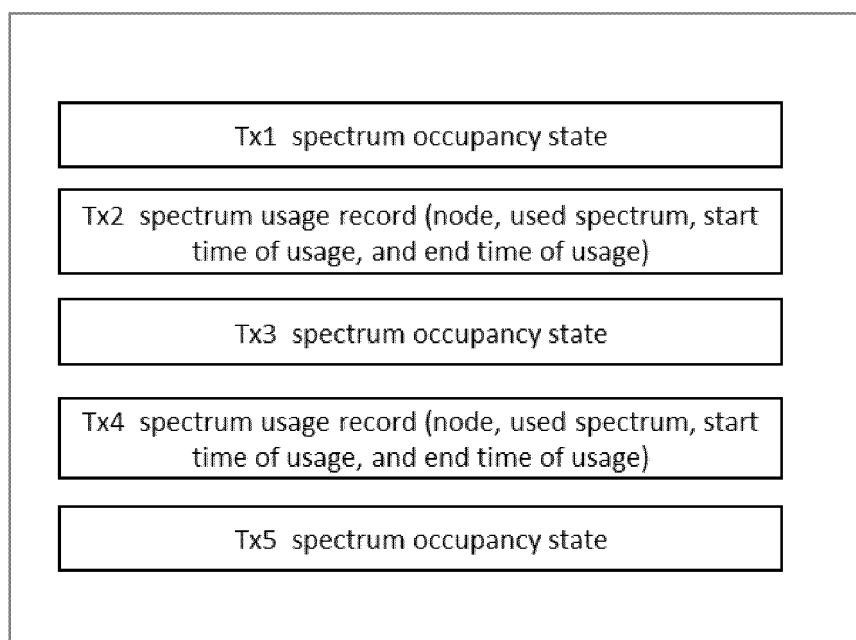 Tx1 spectrum occupancy state
Tx2 spectrum usage record (node, used spectrum, start
time of usage, and end time of usage)
Tx3 spectrum occupancy state
Tx4 spectrum usage record (node, used spectrum, start
time of usage, and end time of usage)
Tx5 spectrum occupancy state